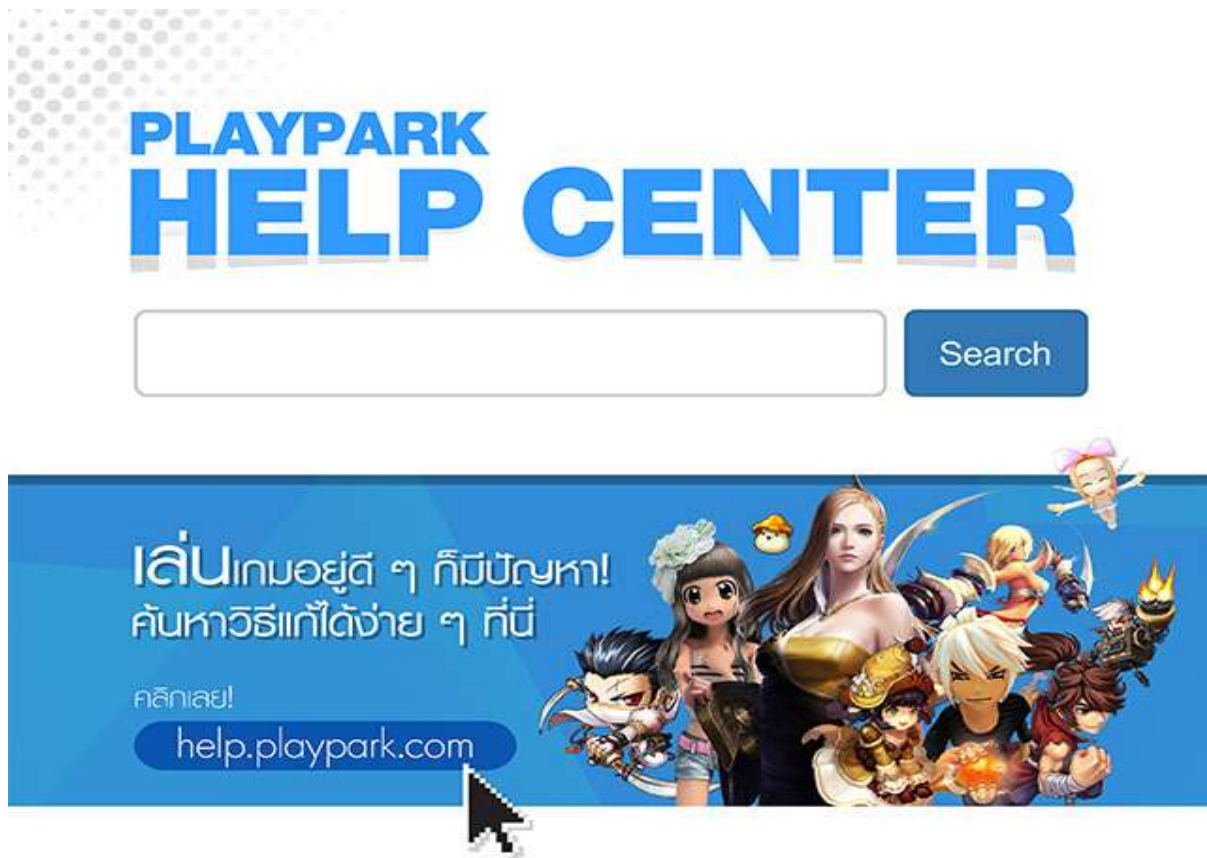 PLAYPARK
HELP CENTER
Search
เล่นเกมอยู่ดี ๆ ก็มีปัญหา!
ค้นหาวิธีแก้ได้ง่าย ๆ ที่นี่
คลิกเลย!
help.playpark.com